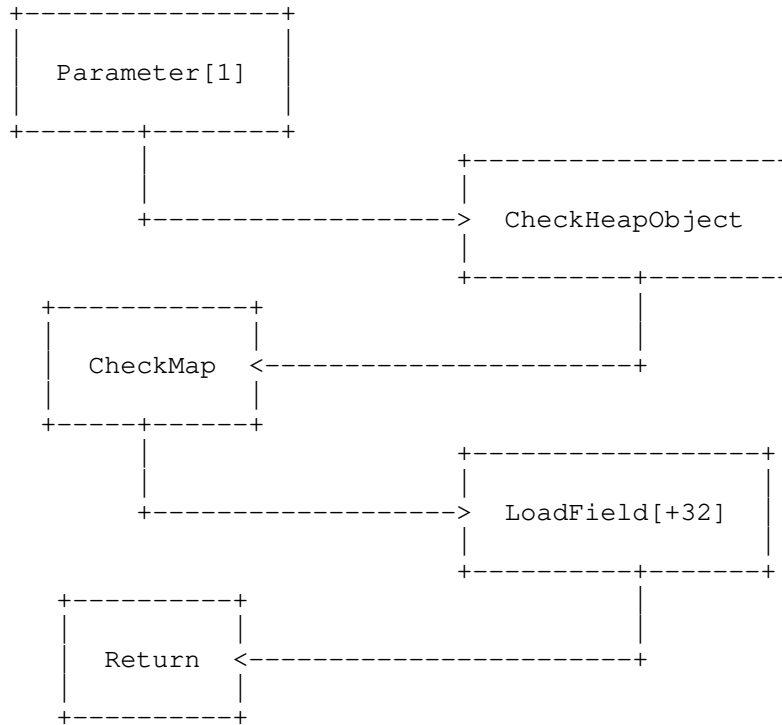 Parameter[1]
CheckHeapObject
CheckMap
LoadField[+32]
Return